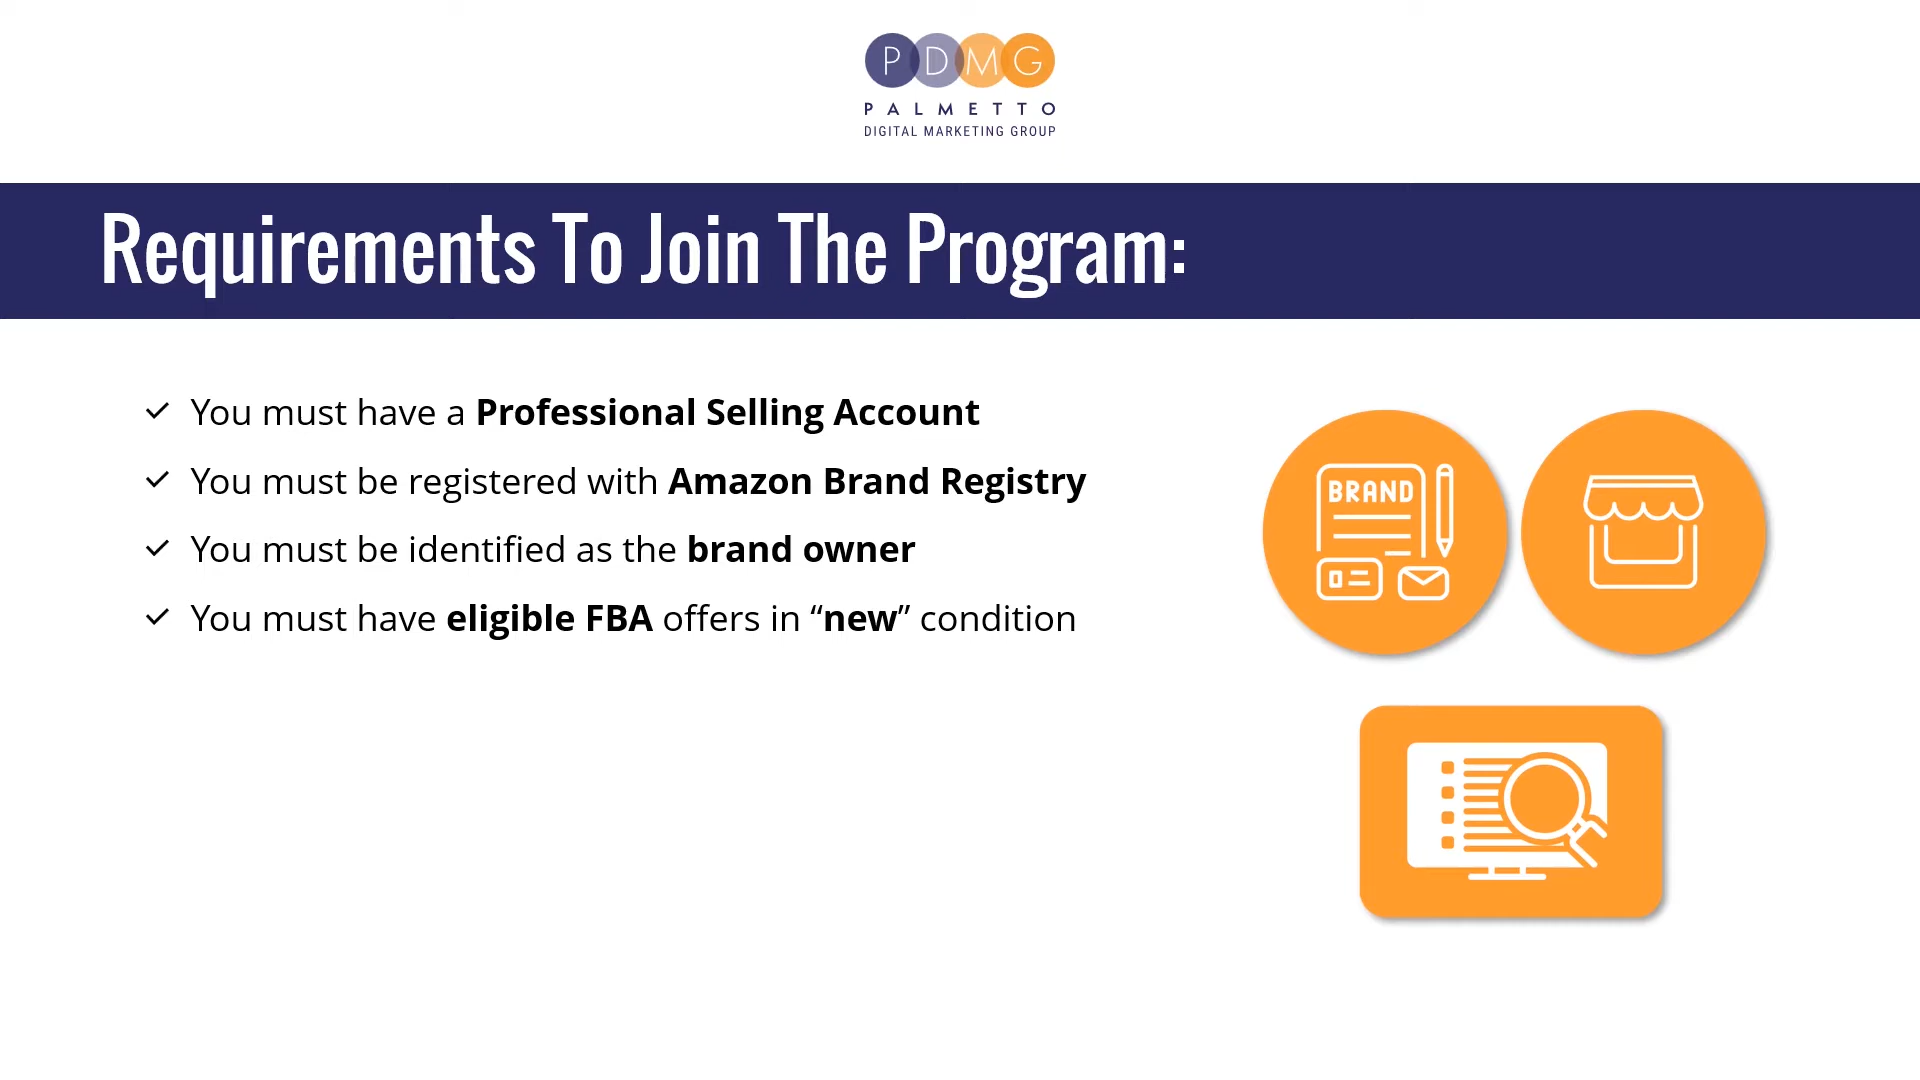 PDMG
PALMETTO
DIGITAL MARKETING GROUP
Requirements To Join The Program:
You must have a Professional Selling Account
You must be registered with Amazon Brand Registry
You must be identified as the brand owner
You must have eligible FBA offers in “new” condition
BRAND